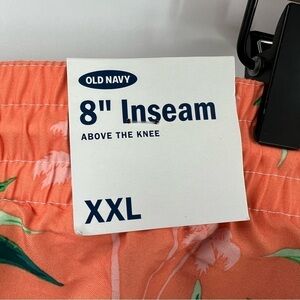 OLD NAVY
8" Inseam
ABOVE THE KNEE
XXL